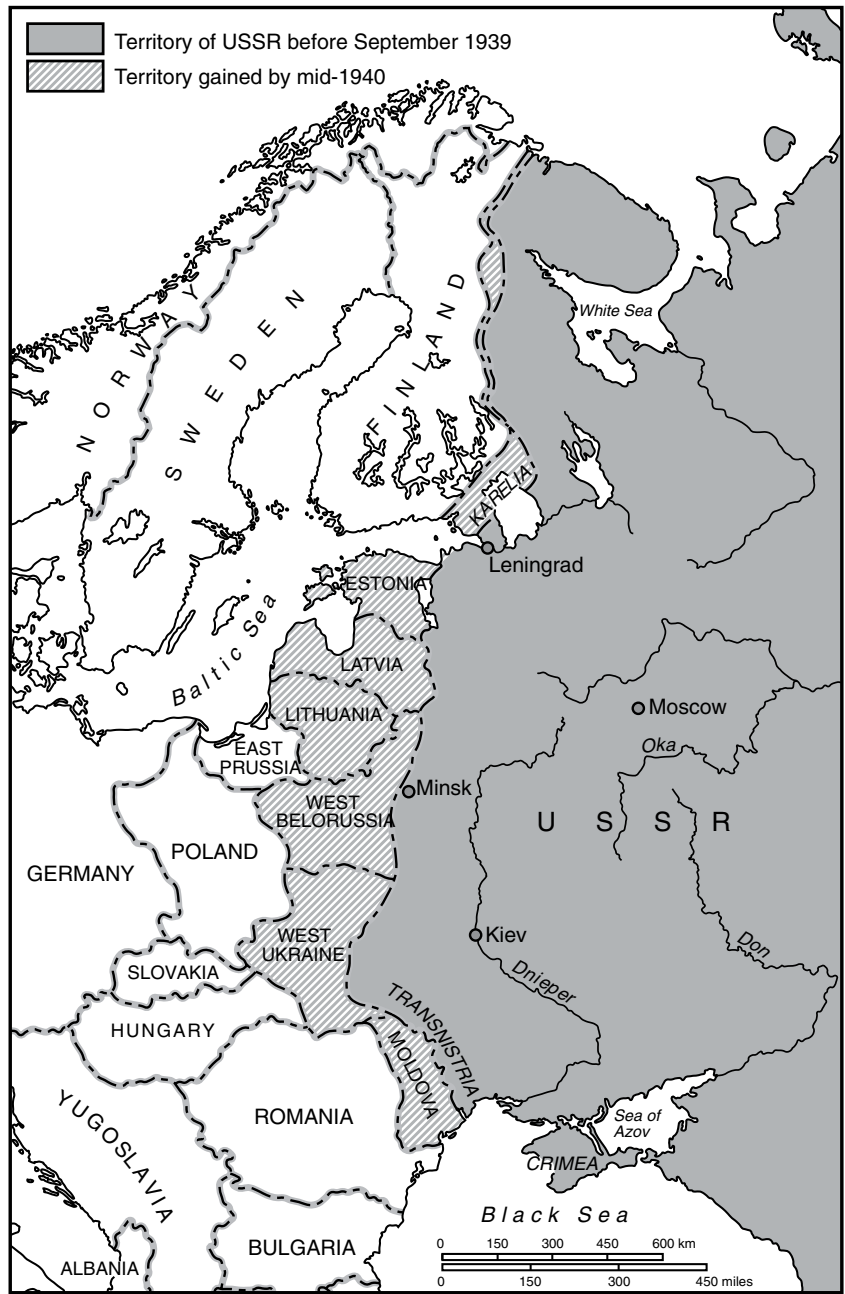 Territory of USSR before September 1939
Territory gained by mid-1940
NORWAY
SWEDEN
FINLAND
White Sea
KARELIA
Leningrad
ESTONIA
Baltic Sea
LATVIA
LITHUANIA
Moscow
EAST
PRUSSIA
Oka
Minsk
WEST
BELORUSSIA
USSR
POLAND
GERMANY
WEST
UKRAINE
Kiev
Don
SLOVAKIA
Dnieper
TRANSNISTRIA
HUNGARY
MOLDOVA
YUGOSLAVIA
ROMANIA
Sea of
Azov
CRIMEA
Black Sea
BULGARIA
ALBANIA
0 150 300 450 600 km
0 150 300 450 miles